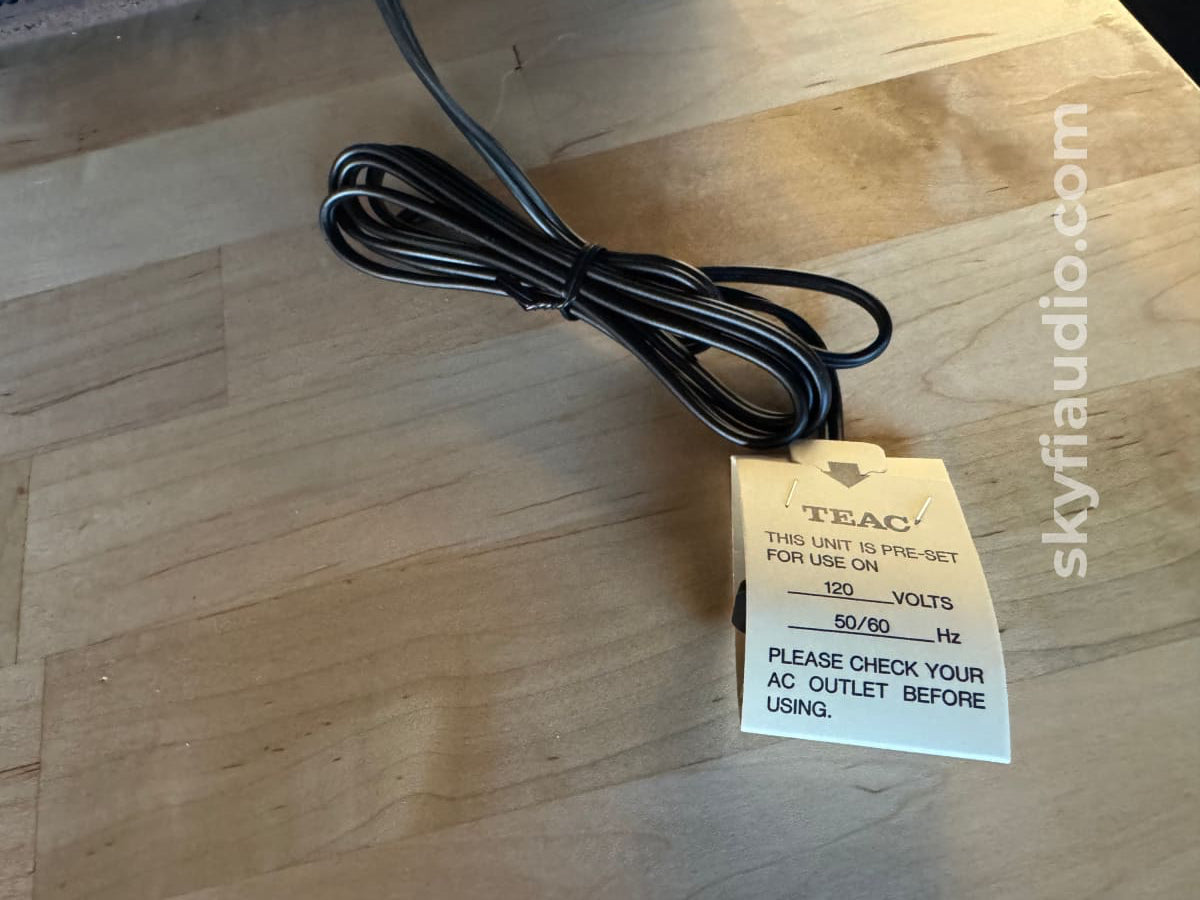 TEAC
THIS UNIT IS PRE-SET
FOR USE ON
120 VOLTS
50/60 Hz
PLEASE CHECK YOUR
AC OUTLET BEFORE
USING.
skyfiaudio.com